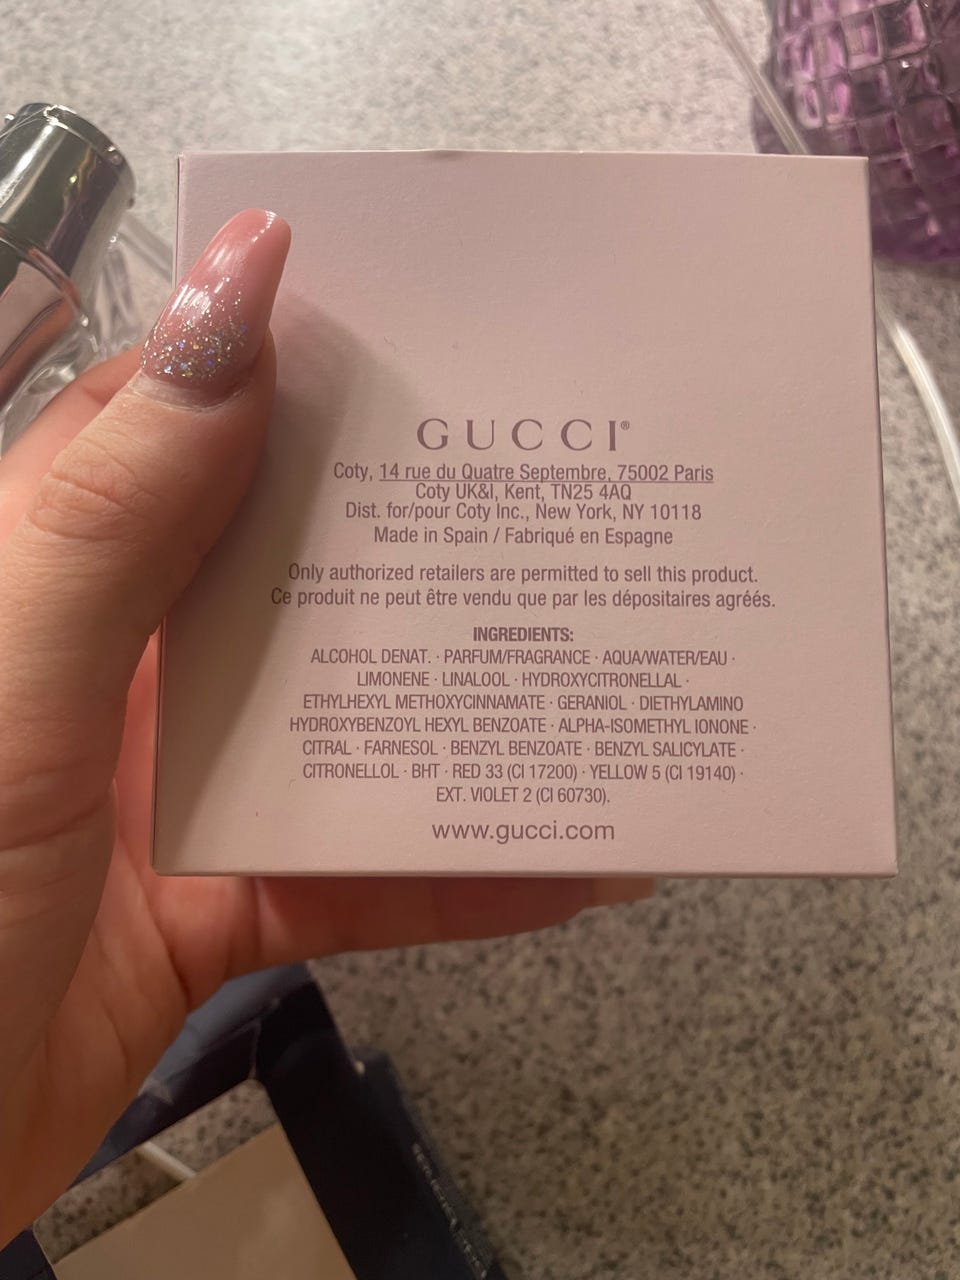 GUCCI®
Coty, 14 rue du Quatre Septembre, 75002 Paris
Coty UK&I, Kent, TN25 4AQ
Dist. for/pour Coty Inc., New York, NY 10118
Made in Spain / Fabriqué en Espagne
Only authorized retailers are permitted to sell this product.
Ce produit ne peut être vendu que par les dépositaires agréés.
INGREDIENTS:
ALCOHOL DENAT. · PARFUM/FRAGRANCE · AQUA/WATER/EAU ·
LIMONENE · LINALOOL · HYDROXYCITRONELLAL ·
ETHYLHEXYL METHOXYCINNAMATE · GERANIOL · DIETHYLAMINO
HYDROXYBENZOYL HEXYL BENZOATE · ALPHA-ISOMETHYL IONONE ·
CITRAL · FARNESOL · BENZYL BENZOATE · BENZYL SALICYLATE ·
CITRONELLOL · BHT · RED 33 (CI 17200) · YELLOW 5 (CI 19140) ·
EXT. VIOLET 2 (CI 60730).
www.gucci.com